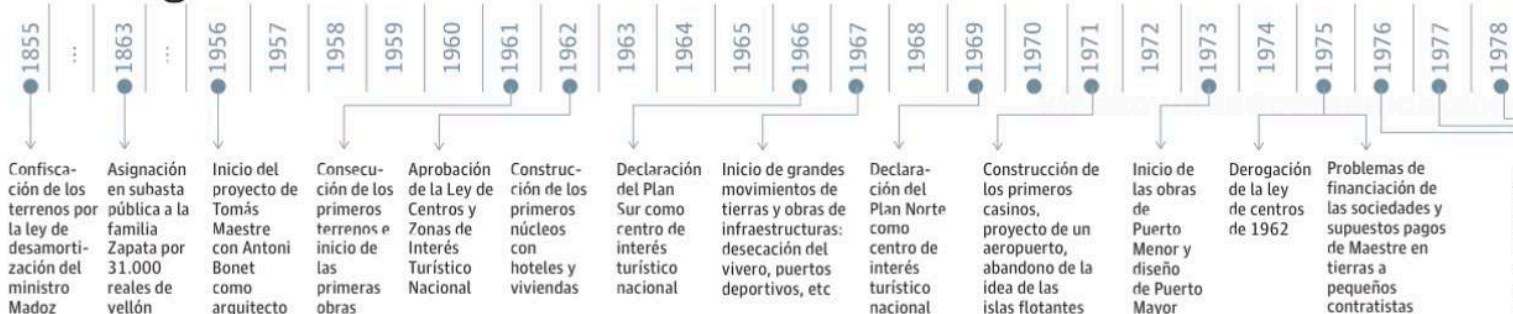 1855
...
1863
...
1956
1957
1958
1959
1960
1961
1962
1963
1964
1965
1966
1967
1968
1969
1970
1971
1972
1973
1974
1975
1976
1977
1978
Confisca-
ción de los
terrenos por
la ley de
desamorti-
zación del
ministro
Madoz
Asignación
en subasta
pública a la
familia
Zapata por
31.000
reales de
vellón
Inicio del
proyecto de
Tomás
Maestre
con Antoni
Bonet
como
arquitecto
Consecu-
ción de los
primeros
terrenos e
inicio de
las
primeras
obras
Aprobación
de la Ley de
Centros y
Zonas de
Interés
Turístico
Nacional
Construc-
ción de los
primeros
núcleos
con
hoteles y
viviendas
Declaración
del Plan
Sur como
centro de
interés
turístico
nacional
Inicio de grandes
movimientos de
tierras y obras de
infraestructuras:
desecación del
vivero, puertos
deportivos, etc
Declara-
ción del
Plan Norte
como
centro de
interés
turístico
nacional
Construcción de
los primeros
casinos,
proyecto de un
aeropuerto,
abandono de la
idea de las
islas flotantes
Inicio de
las obras
de
Puerto
Menor y
diseño
de Puerto
Mayor
Derogación
de la ley
de centros
de 1962
Problemas de
financiación de
las sociedades y
supuestos pagos
de Maestre en
tierras a
pequeños
contratistas